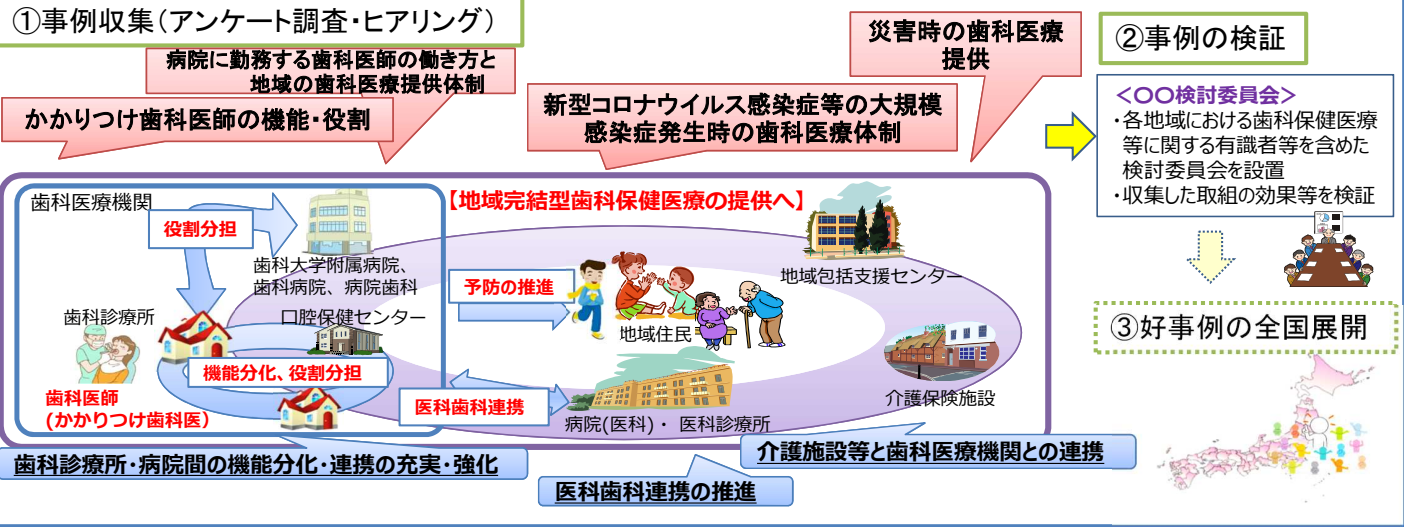 ①事例収集（アンケート調査・ヒアリング）
病院に勤務する歯科医師の働き方と
地域の歯科医療提供体制
かかりつけ歯科医師の機能・役割
新型コロナウイルス感染症等の大規模
感染症発生時の歯科医療体制
災害時の歯科医療
提供
【地域完結型歯科保健医療の提供へ】
歯科医療機関
役割分担
歯科大学附属病院、
歯科病院、病院歯科
歯科診療所
口腔保健センター
機能分化、役割分担
歯科医師
(かかりつけ歯科医)
予防の推進
地域住民
地域包括支援センター
介護保険施設
医科歯科連携
病院(医科)・ 医科診療所
歯科診療所・病院間の機能分化・連携の充実・強化
医科歯科連携の推進
介護施設等と歯科医療機関との連携
②事例の検証
＜〇〇検討委員会＞
・各地域における歯科保健医療
等に関する有識者等を含めた
検討委員会を設置
・収集した取組の効果等を検証
③好事例の全国展開